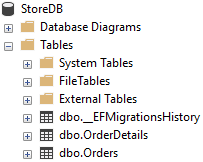 StoreDB
Database Diagrams
Tables
System Tables
FileTables
External Tables
dbo.__EFMigrationsHistory
dbo.OrderDetails
dbo.Orders